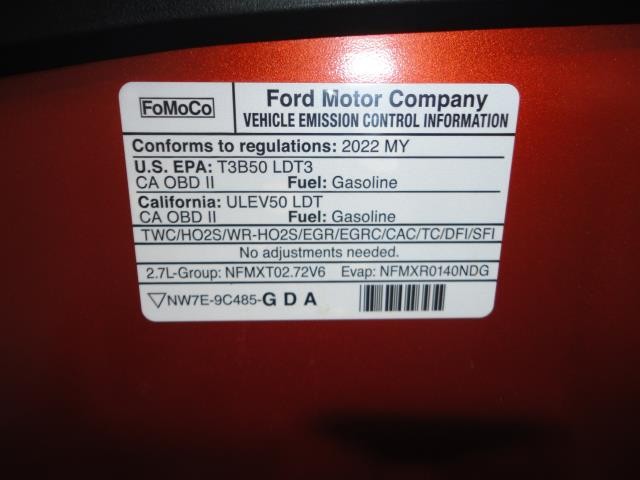 FoMoCo
Ford Motor Company
VEHICLE EMISSION CONTROL INFORMATION
Conforms to regulations: 2022 MY
U.S. EPA: T3B50 LDT3
CA OBD II Fuel: Gasoline
California: ULEV50 LDT
CA OBD II Fuel: Gasoline
TWC/HO2S/WR-HO2S/EGR/EGRC/CAC/TC/DFI/SFI
No adjustments needed.
2.7L-Group: NFMXT02.72V6 Evap: NFMXR0140NDG
NW7E-9C485-G D A